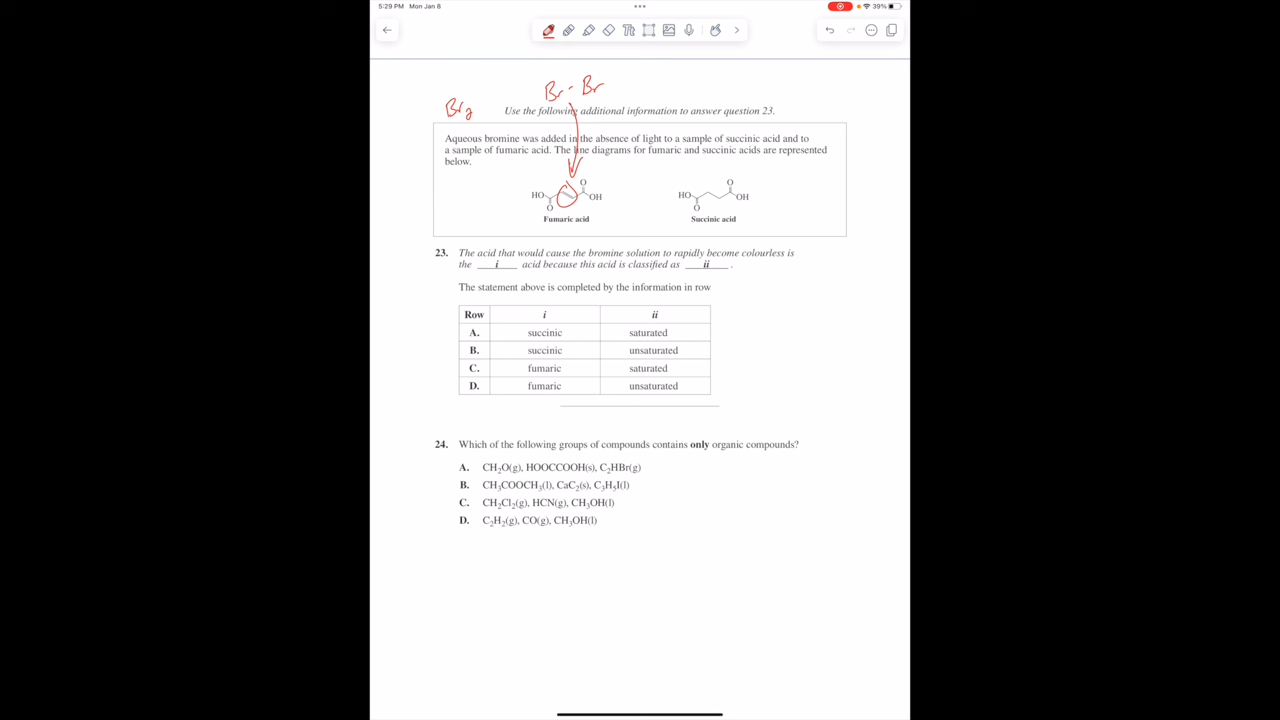 5:29 PM Mon Jan 8
39%
Br - Br
Br₂
Use the following additional information to answer question 23.
Aqueous bromine was added in the absence of light to a sample of succinic acid and to
a sample of fumaric acid. The line diagrams for fumaric and succinic acids are represented
below.
HO O O OH
HO O O OH
Fumaric acid
Succinic acid
23. The acid that would cause the bromine solution to rapidly become colourless is
the ___i___ acid because this acid is classified as ___ii___ .
The statement above is completed by the information in row
Row i ii
A. succinic saturated
B. succinic unsaturated
C. fumaric saturated
D. fumaric unsaturated
24. Which of the following groups of compounds contains only organic compounds?
A. CH₂O(g), HOOCCOOH(s), C₂HBr(g)
B. CH₃COOCH₃(l), CaC₂(s), C₃H₅I(l)
C. CH₂Cl₂(g), HCN(g), CH₃OH(l)
D. C₂H₂(g), CO(g), CH₃OH(l)